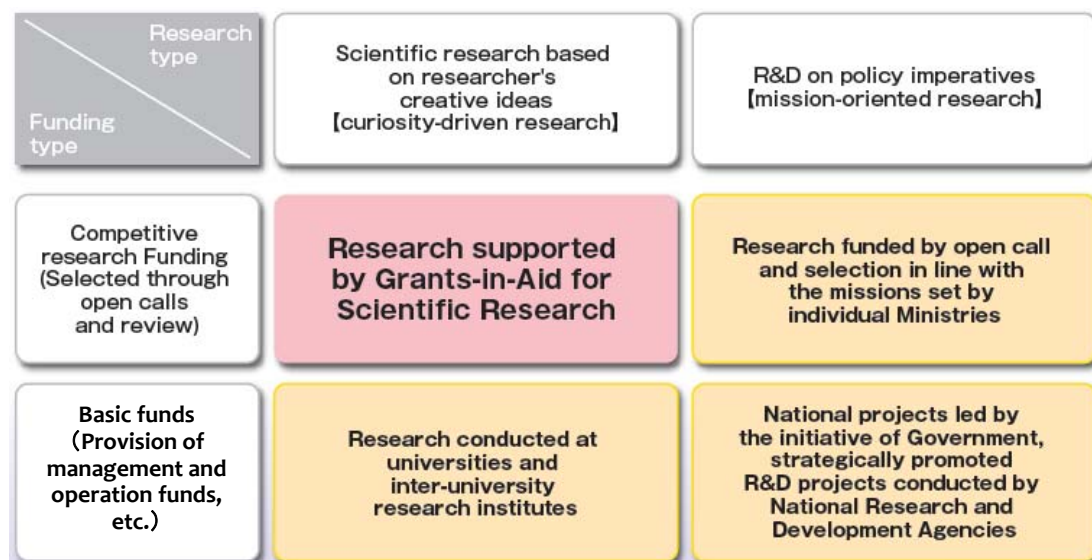 Research
type
Funding
type
Scientific research based
on researcher's
creative ideas
【curiosity-driven research】
R&D on policy imperatives
【mission-oriented research】
Competitive
research Funding
(Selected through
open calls
and review)
Research supported
by Grants-in-Aid for
Scientific Research
Research funded by open call
and selection in line with
the missions set by
individual Ministries
Basic funds
（Provision of
management and
operation funds,
etc.）
Research conducted at
universities and
inter-university
research institutes
National projects led by
the initiative of Government,
strategically promoted
R&D projects conducted by
National Research and
Development Agencies